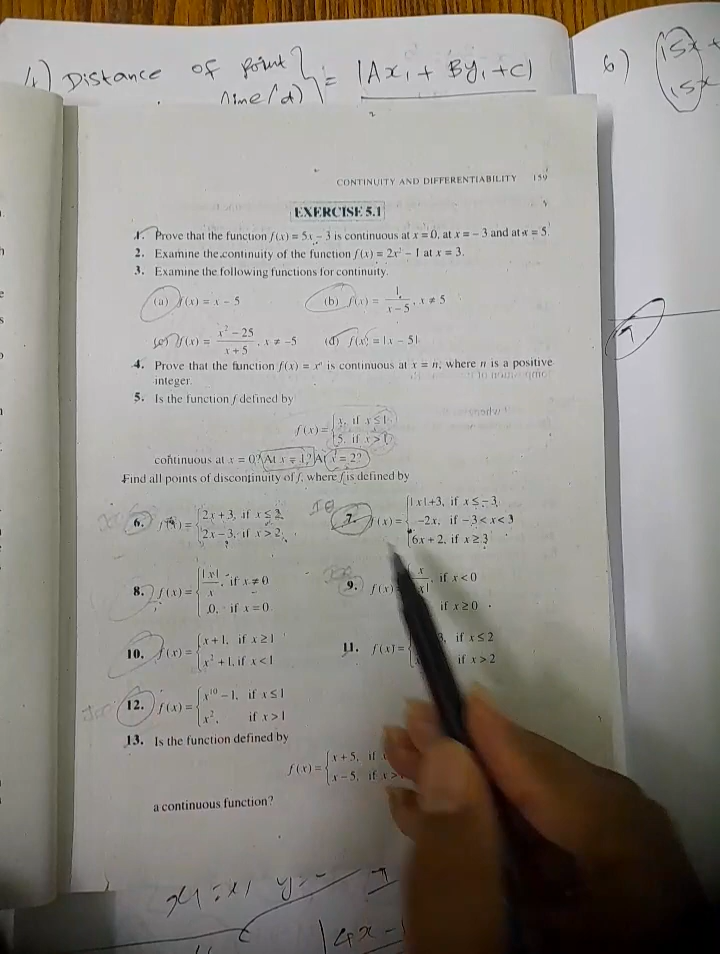 4) Distance of point } = |Ax₁ + By₁ + C|
line (d)
6)
15x +
15x
CONTINUITY AND DIFFERENTIABILITY 159
EXERCISE 5.1
1. Prove that the function f(x) = 5x – 3 is continuous at x = 0, at x = – 3 and at x = 5.
2. Examine the continuity of the function f(x) = 2x² – 1 at x = 3.
3. Examine the following functions for continuity.
(a) f(x) = x – 5 (b) f(x) = 1/(x – 5), x ≠ 5
(c) f(x) = (x² – 25)/(x + 5), x ≠ –5 (d) f(x) = |x – 5|
4. Prove that the function f(x) = xⁿ is continuous at x = n, where n is a positive
integer.
5. Is the function f defined by
f(x) = { x, if x ≤ 1
5, if x > 1
continuous at x = 0? At x = 1? At x = 2?
Find all points of discontinuity of f, where f is defined by
6. f(x) = { 2x + 3, if x ≤ 2
2x – 3, if x > 2
7. f(x) = { |x|+3, if x ≤ –3
–2x, if –3 < x < 3
6x + 2, if x ≥ 3
8. f(x) = { |x|/x, if x ≠ 0
0, if x = 0
9. f(x) = { x/|x|, if x < 0
if x ≥ 0
10. f(x) = { x + 1, if x ≥ 1
x² + 1, if x < 1
11. f(x) = { 3, if x ≤ 2
if x > 2
12. f(x) = { x¹⁰ – 1, if x ≤ 1
x², if x > 1
13. Is the function defined by
f(x) = { x + 5, if
x – 5, if x >
a continuous function?
|4x –